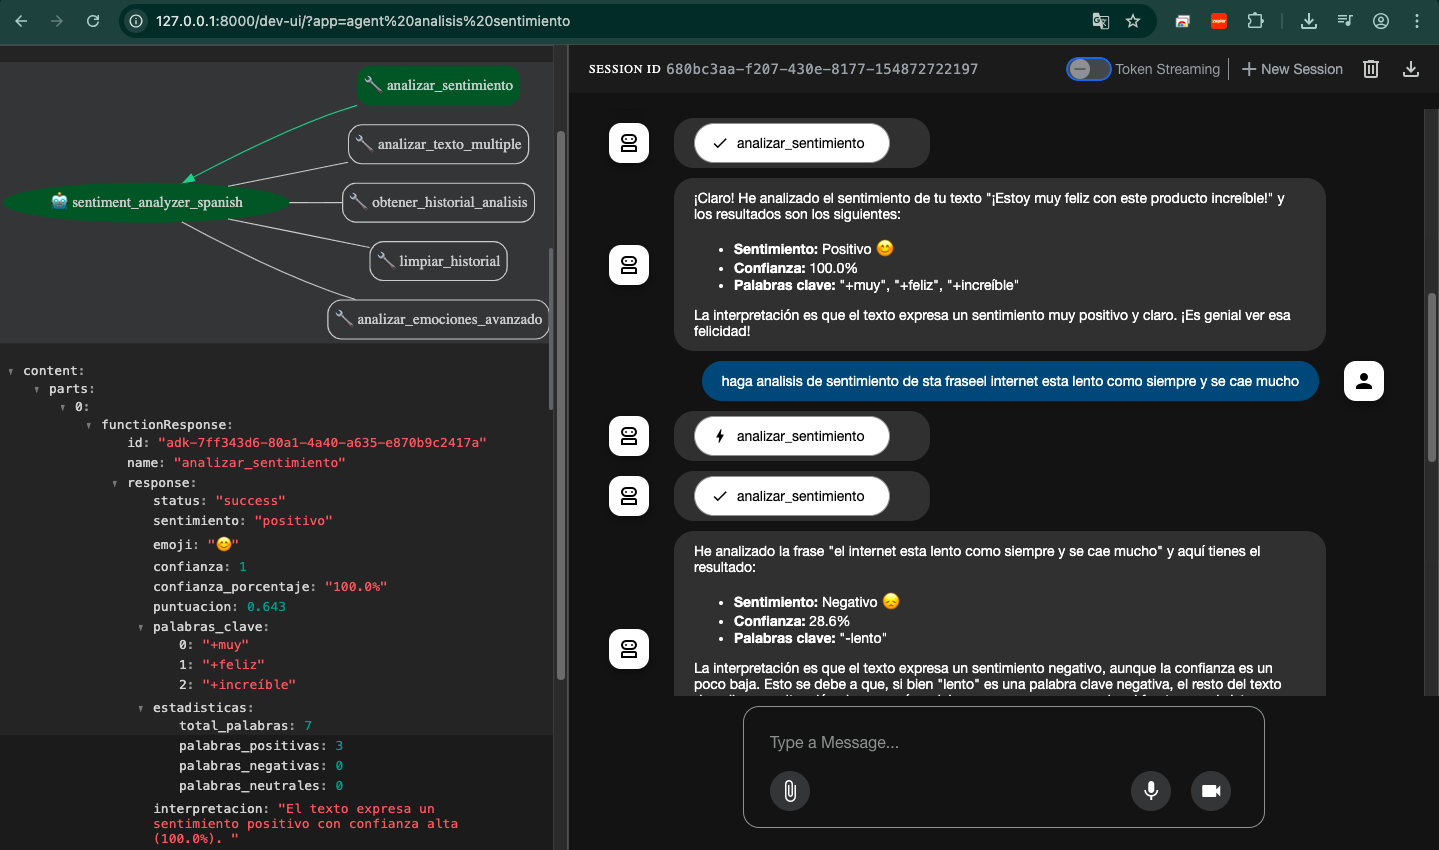 127.0.0.1:8000/dev-ui/?app=agent%20analisis%20sentimiento
analizar_sentimiento
analizar_texto_multiple
sentiment_analyzer_spanish
obtener_historial_analisis
limpiar_historial
analizar_emociones_avanzado
content:
parts:
0:
functionResponse:
id: "adk-7ff343d6-80a1-4a40-a635-e870b9c2417a"
name: "analizar_sentimiento"
response:
status: "success"
sentimiento: "positivo"
emoji: "😊"
confianza: 1
confianza_porcentaje: "100.0%"
puntuacion: 0.643
palabras_clave:
0: "+muy"
1: "+feliz"
2: "+increíble"
estadisticas:
total_palabras: 7
palabras_positivas: 3
palabras_negativas: 0
palabras_neutrales: 0
interpretacion: "El texto expresa un
sentimiento positivo con confianza alta
(100.0%). "
SESSION ID 680bc3aa-f207-430e-8177-154872722197
Token Streaming
New Session
analizar_sentimiento
¡Claro! He analizado el sentimiento de tu texto "¡Estoy muy feliz con este producto increíble!" y
los resultados son los siguientes:
• Sentimiento: Positivo 😊
• Confianza: 100.0%
• Palabras clave: "+muy", "+feliz", "+increíble"
La interpretación es que el texto expresa un sentimiento muy positivo y claro. ¡Es genial ver esa
felicidad!
haga analisis de sentimiento de sta fraseel internet esta lento como siempre y se cae mucho
analizar_sentimiento
analizar_sentimiento
He analizado la frase "el internet esta lento como siempre y se cae mucho" y aquí tienes el
resultado:
• Sentimiento: Negativo 😞
• Confianza: 28.6%
• Palabras clave: "-lento"
La interpretación es que el texto expresa un sentimiento negativo, aunque la confianza es un
poco baja. Esto se debe a que, si bien "lento" es una palabra clave negativa, el resto del texto
Type a Message...